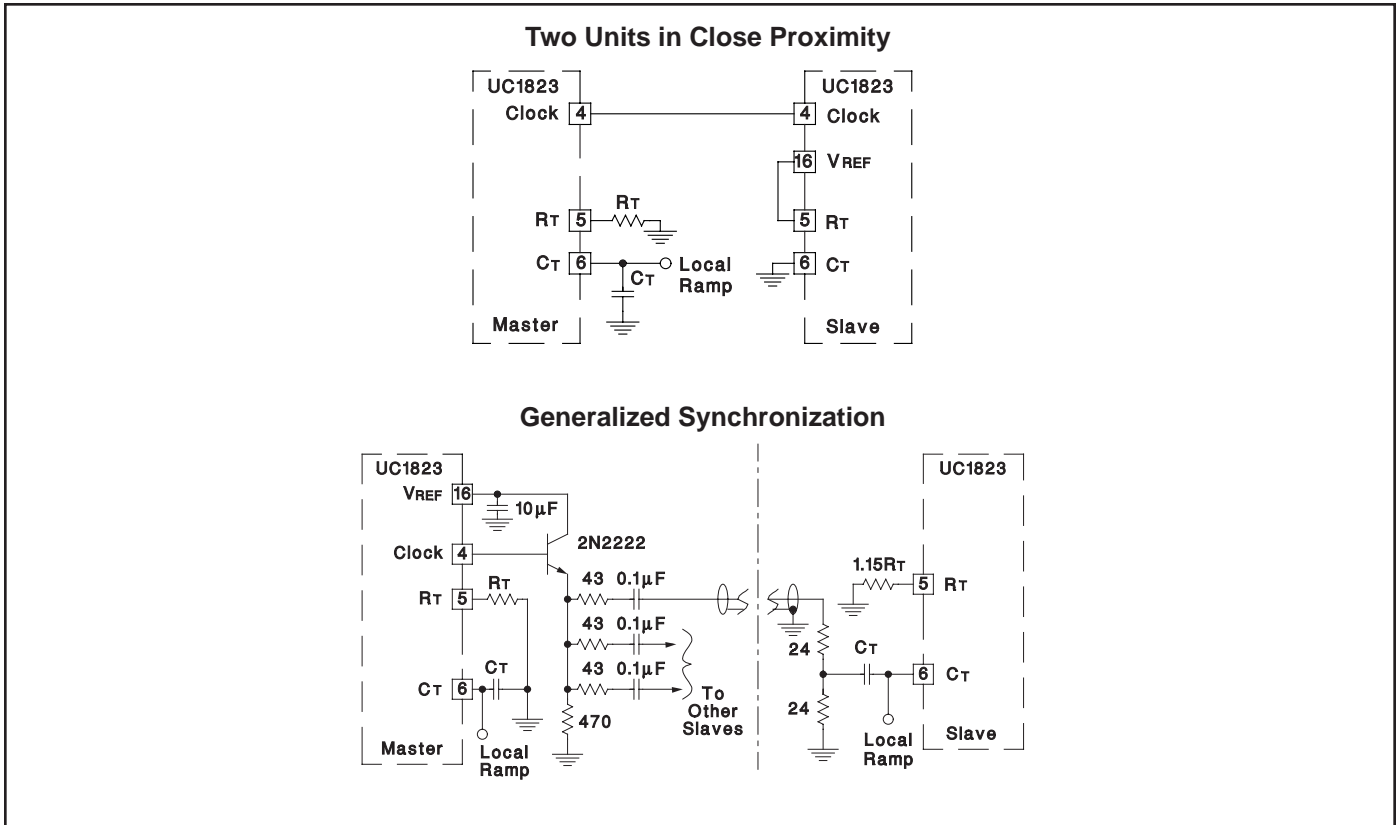 Two Units in Close Proximity
UC1823
UC1823
Clock 4
4 Clock
16 VREF
RT 5 RT
5 RT
CT 6 Local
CT Ramp
6 CT
Master
Slave
Generalized Synchronization
UC1823
UC1823
VREF 16
10µF
Clock 4
2N2222
RT 5 RT
43 0.1µF
1.15RT
5 RT
43 0.1µF
24 CT
CT
43 0.1µF
CT 6
6 CT
To
Other
Slaves
470
24
Master
Local
Ramp
Local
Ramp
Slave